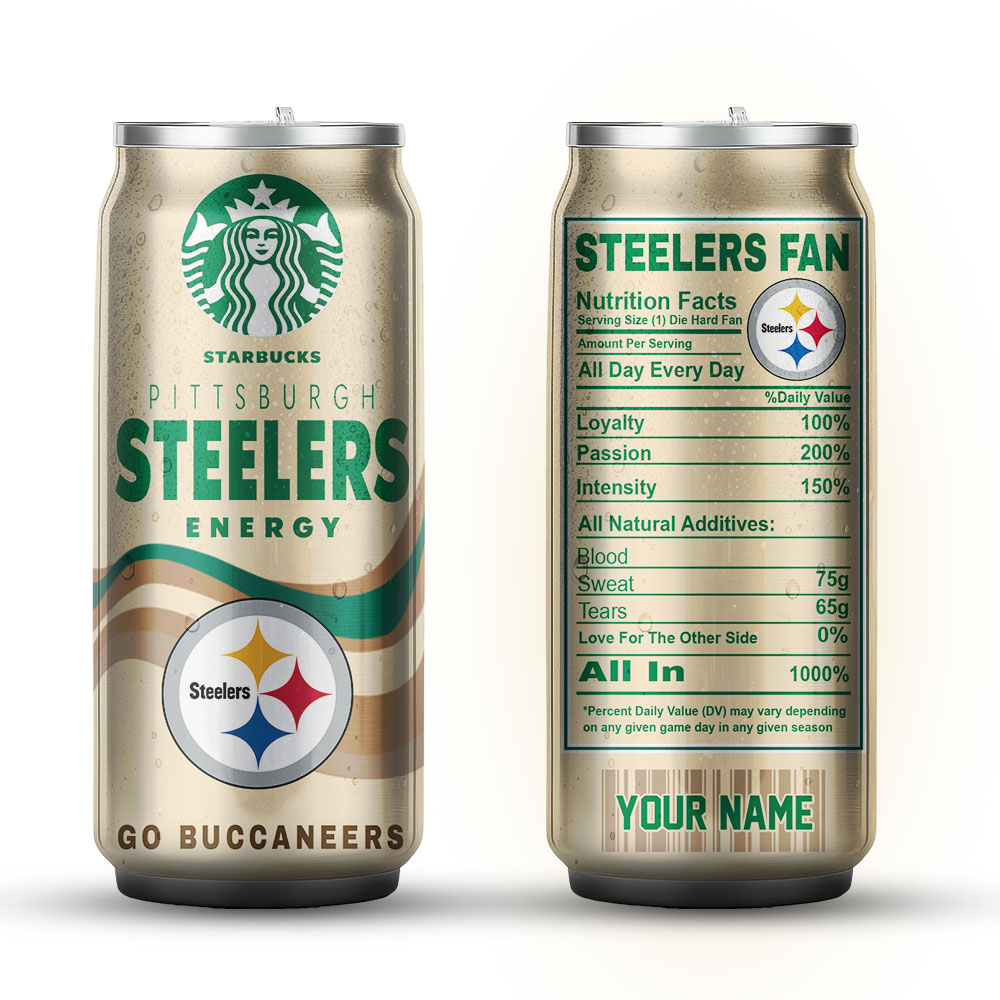 STARBUCKS
PITTSBURGH
STEELERS
ENERGY
Steelers
GO BUCCANEERS
STEELERS FAN
Nutrition Facts
Serving Size (1) Die Hard Fan
Steelers
Amount Per Serving
All Day Every Day
%Daily Value
Loyalty 100%
Passion 200%
Intensity 150%
All Natural Additives:
Blood
Sweat 75g
Tears 65g
Love For The Other Side 0%
All In 1000%
*Percent Daily Value (DV) may vary depending
on any given game day in any given season
YOUR NAME